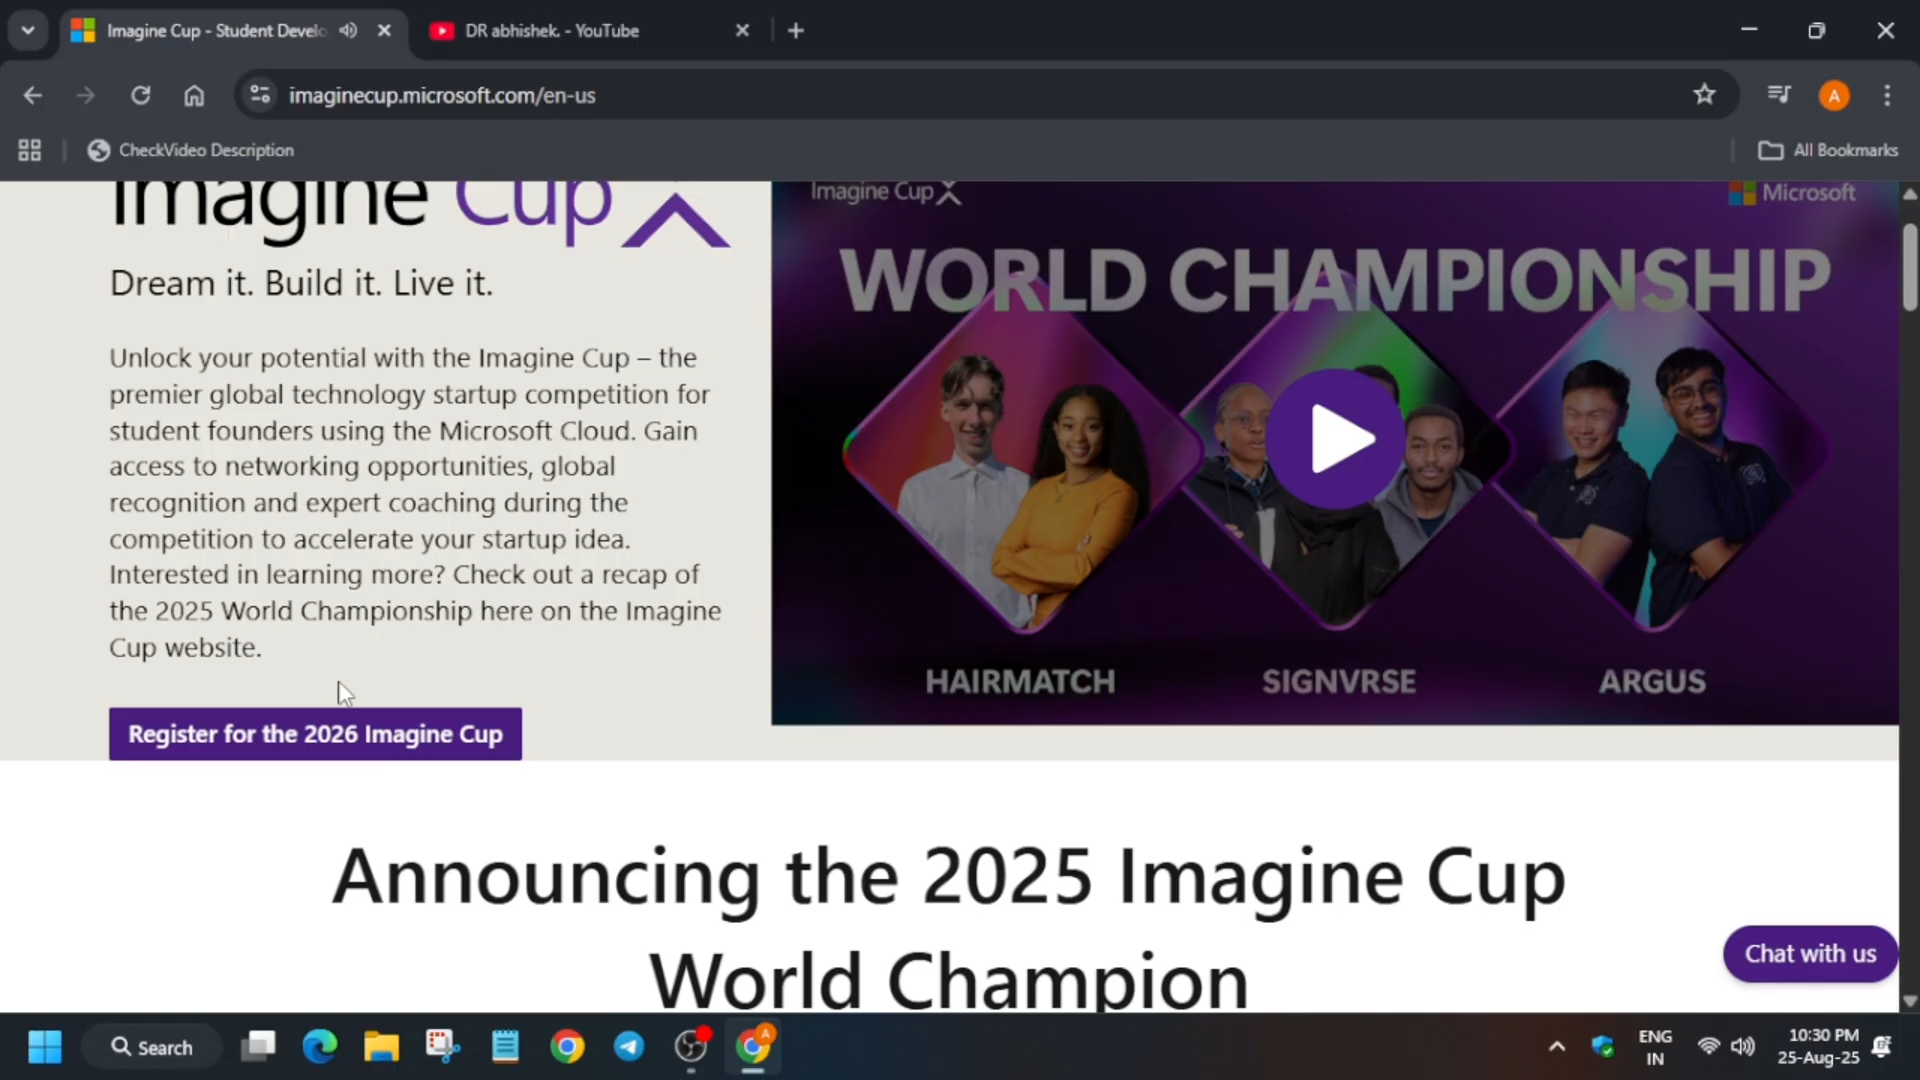 Imagine Cup - Student Develo
DR abhishek. - YouTube
imaginecup.microsoft.com/en-us
CheckVideo Description
All Bookmarks
A
Imagine Cup
Dream it. Build it. Live it.
Unlock your potential with the Imagine Cup – the
premier global technology startup competition for
student founders using the Microsoft Cloud. Gain
access to networking opportunities, global
recognition and expert coaching during the
competition to accelerate your startup idea.
Interested in learning more? Check out a recap of
the 2025 World Championship here on the Imagine
Cup website.
Register for the 2026 Imagine Cup
Imagine Cup
Microsoft
WORLD CHAMPIONSHIP
HAIRMATCH
SIGNVRSE
ARGUS
Announcing the 2025 Imagine Cup
World Champion
Chat with us
Search
A
ENG
IN
10:30 PM
25-Aug-25